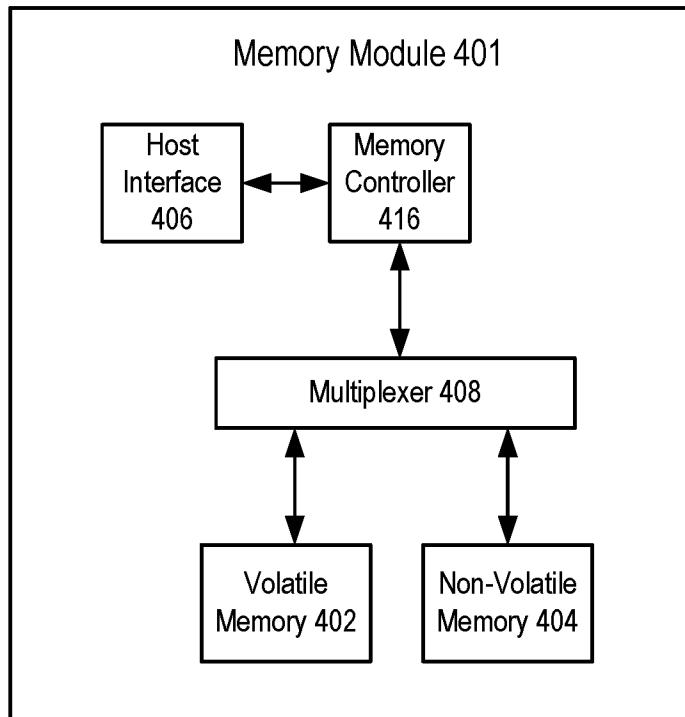 Memory Module 401
Host
Interface
406
Memory
Controller
416
Multiplexer 408
Volatile
Memory 402
Non-Volatile
Memory 404